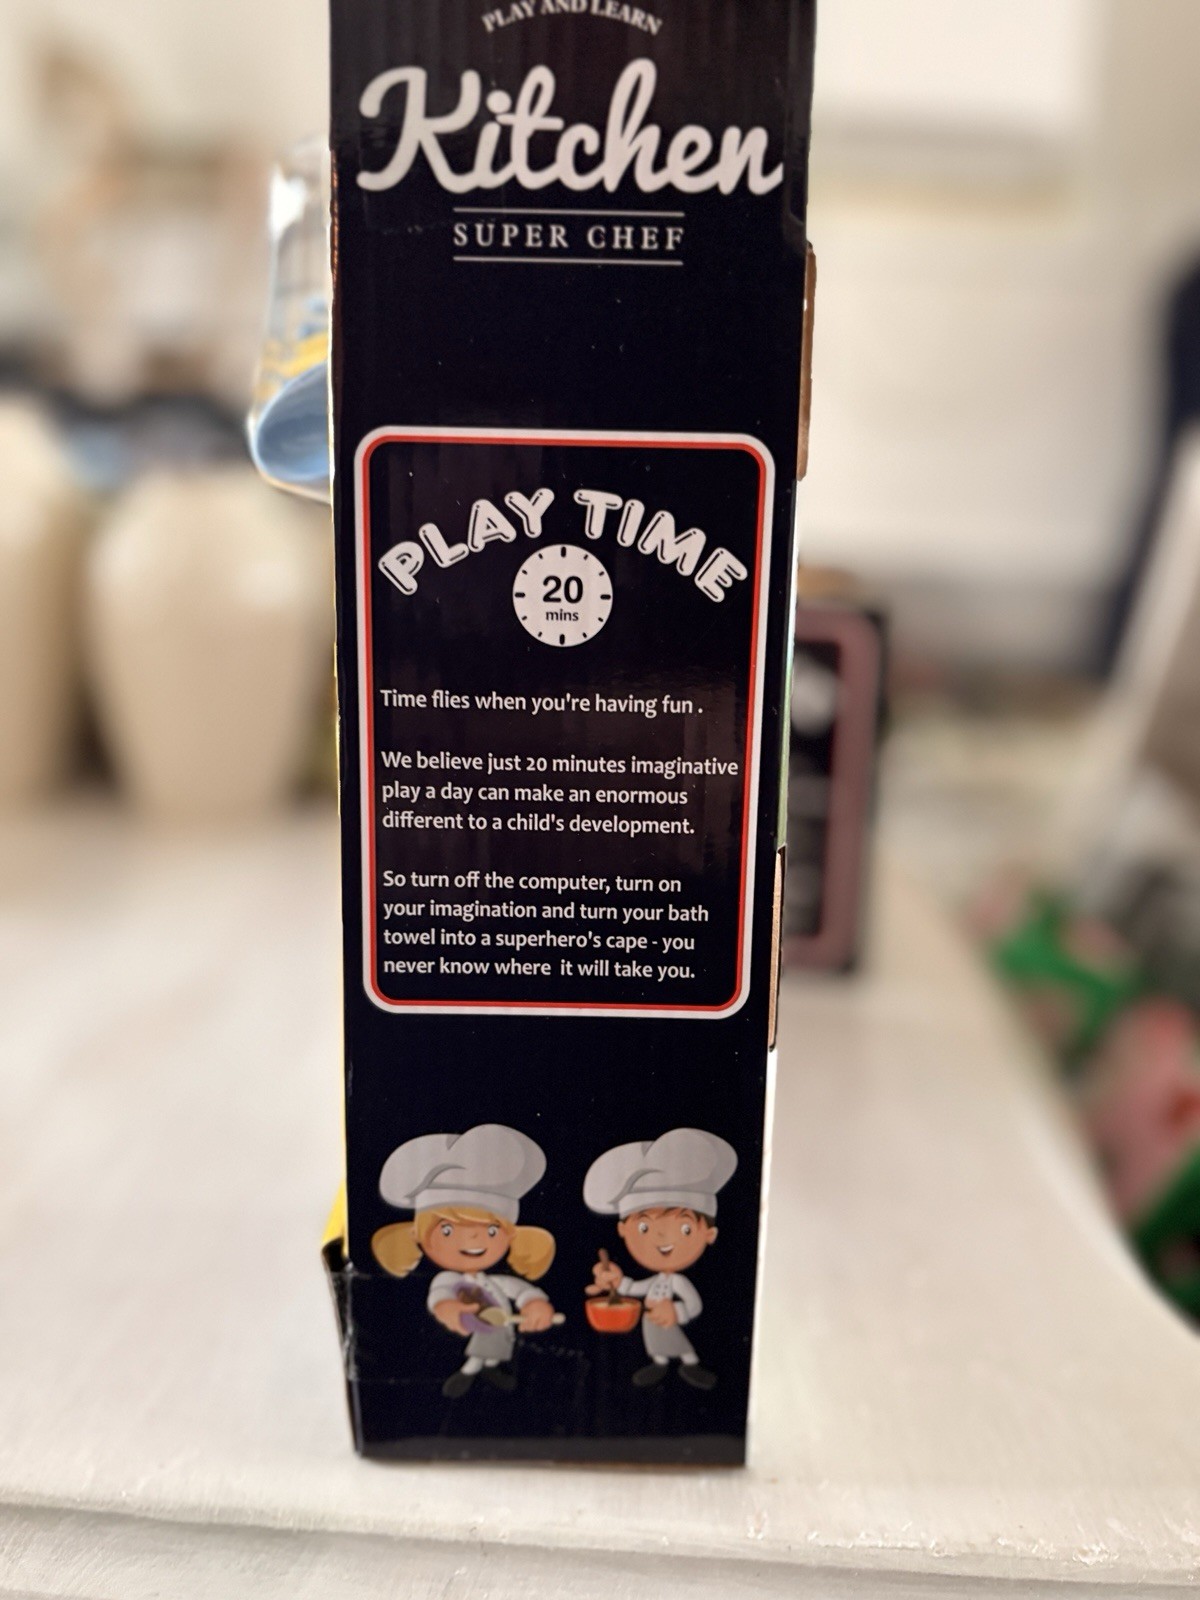 PLAY AND LEARN
Kitchen
SUPER CHEF
PLAY TIME
20
mins
Time flies when you're having fun .
We believe just 20 minutes imaginative
play a day can make an enormous
different to a child's development.
So turn off the computer, turn on
your imagination and turn your bath
towel into a superhero's cape - you
never know where it will take you.